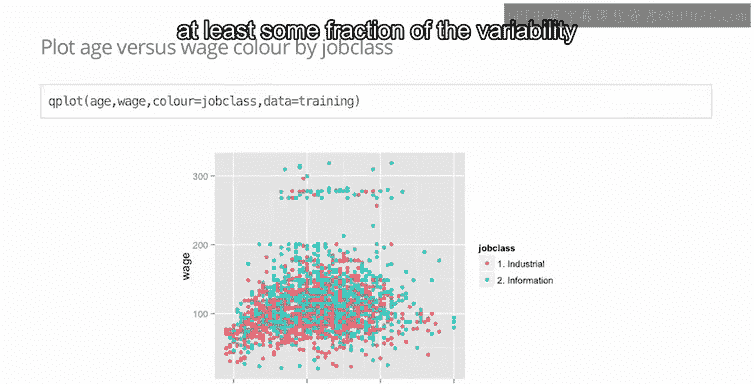 at least some fraction of the variability
Plot age versus wage colour by jobclass
qplot(age,wage,colour=jobclass,data=training)
300
200
100
wage
jobclass
1. Industrial
2. Information